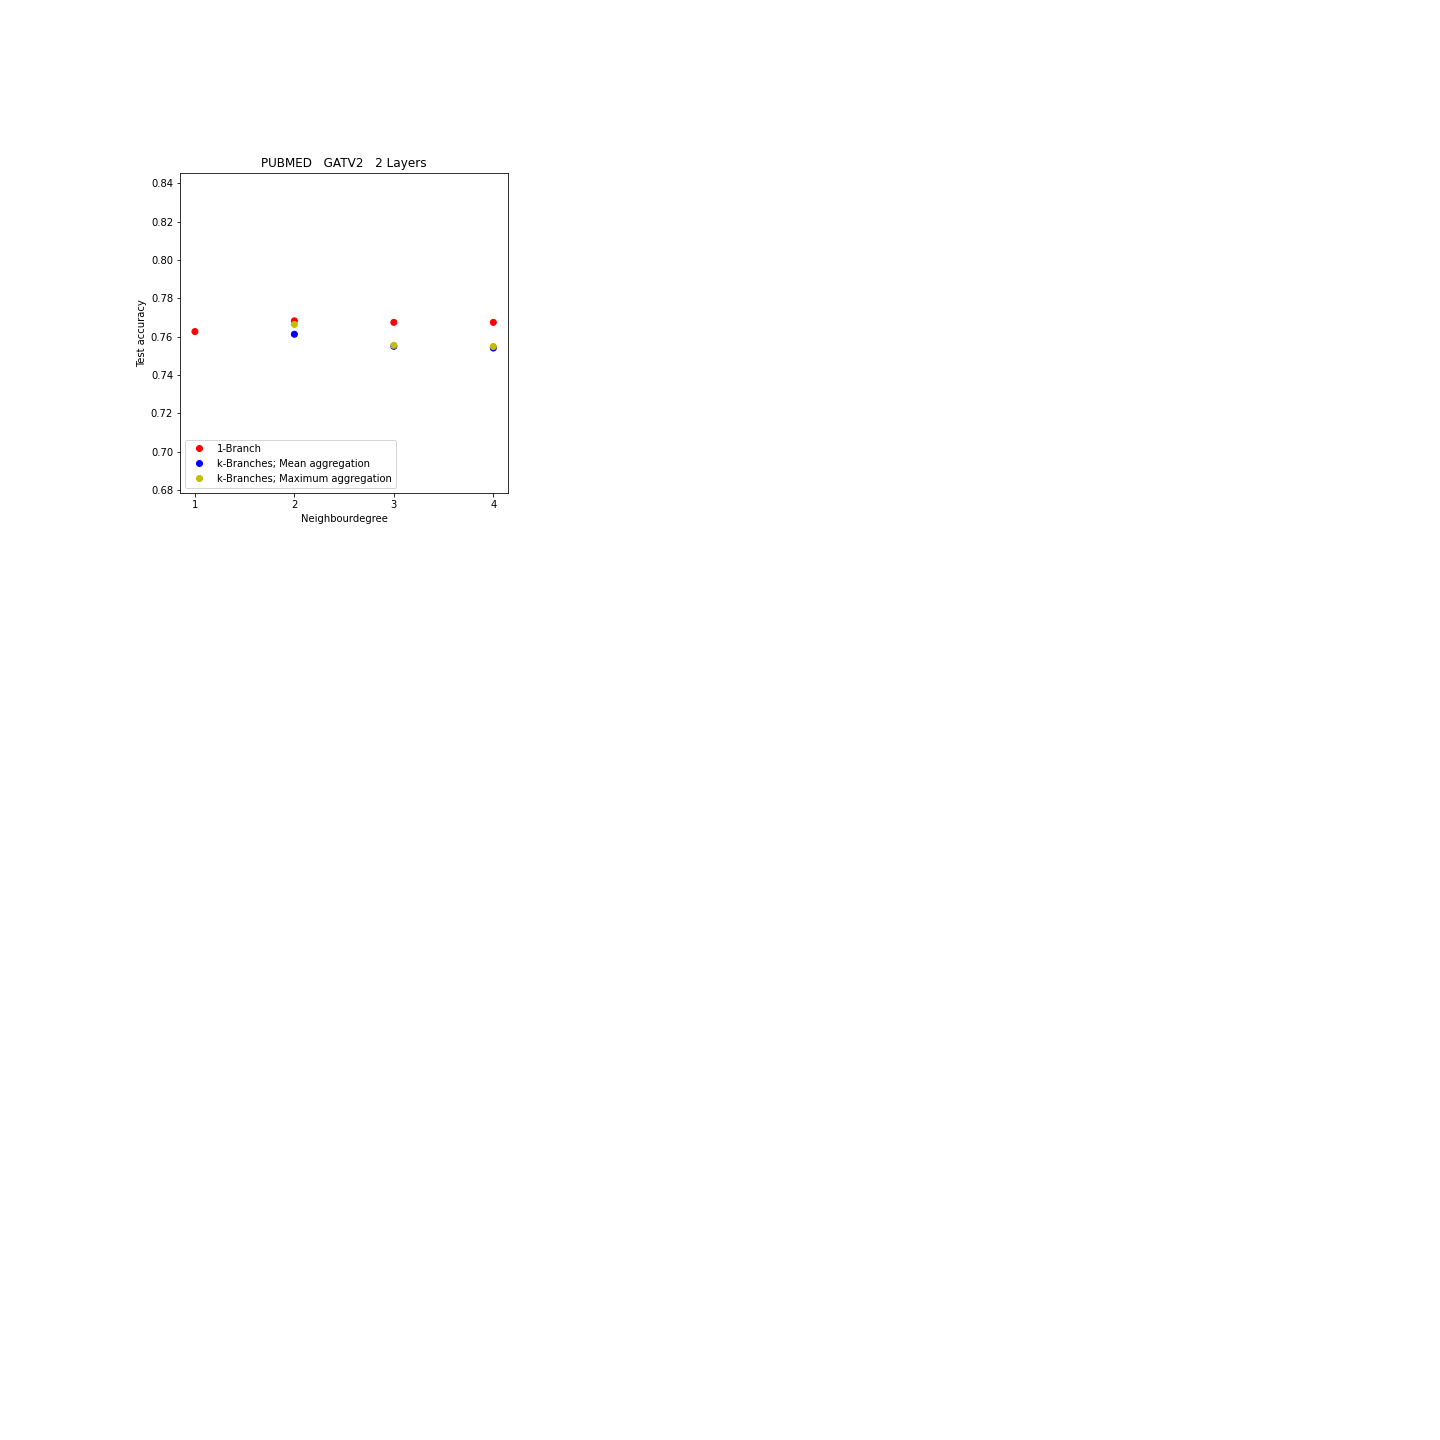 PUBMED   GATV2   2 Layers
0.84
0.82
0.80
0.78
0.76
0.74
0.72
0.70
0.68
Test accuracy
1-Branch
k-Branches; Mean aggregation
k-Branches; Maximum aggregation
1 2 3 4
Neighbourdegree